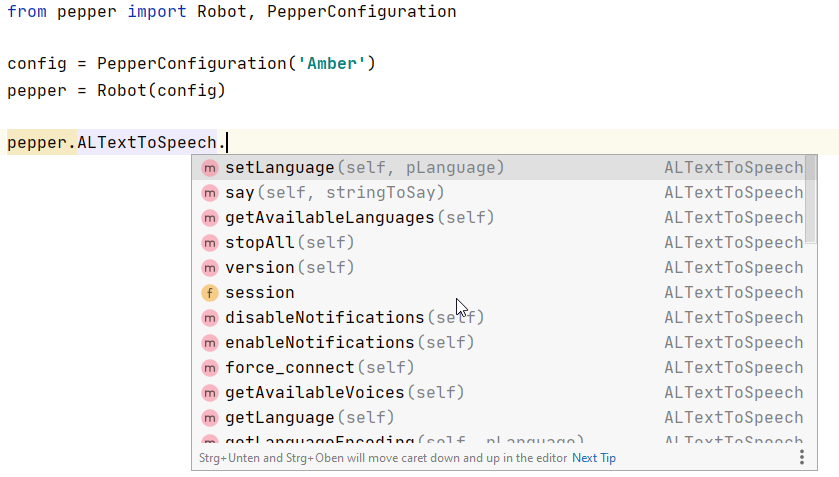 from pepper import Robot, PepperConfiguration
config = PepperConfiguration('Amber')
pepper = Robot(config)
pepper.ALTextToSpeech.
m setLanguage(self, pLanguage) ALTextToSpeech
m say(self, stringToSay) ALTextToSpeech
m getAvailableLanguages(self) ALTextToSpeech
m stopAll(self) ALTextToSpeech
m version(self) ALTextToSpeech
f session ALTextToSpeech
m disableNotifications(self) ALTextToSpeech
m enableNotifications(self) ALTextToSpeech
m force_connect(self) ALTextToSpeech
m getAvailableVoices(self) ALTextToSpeech
m getLanguage(self) ALTextToSpeech
m getLanguageEncoding(self, pLanguage) ALTextToSpeech
Strg+Unten and Strg+Oben will move caret down and up in the editor Next Tip